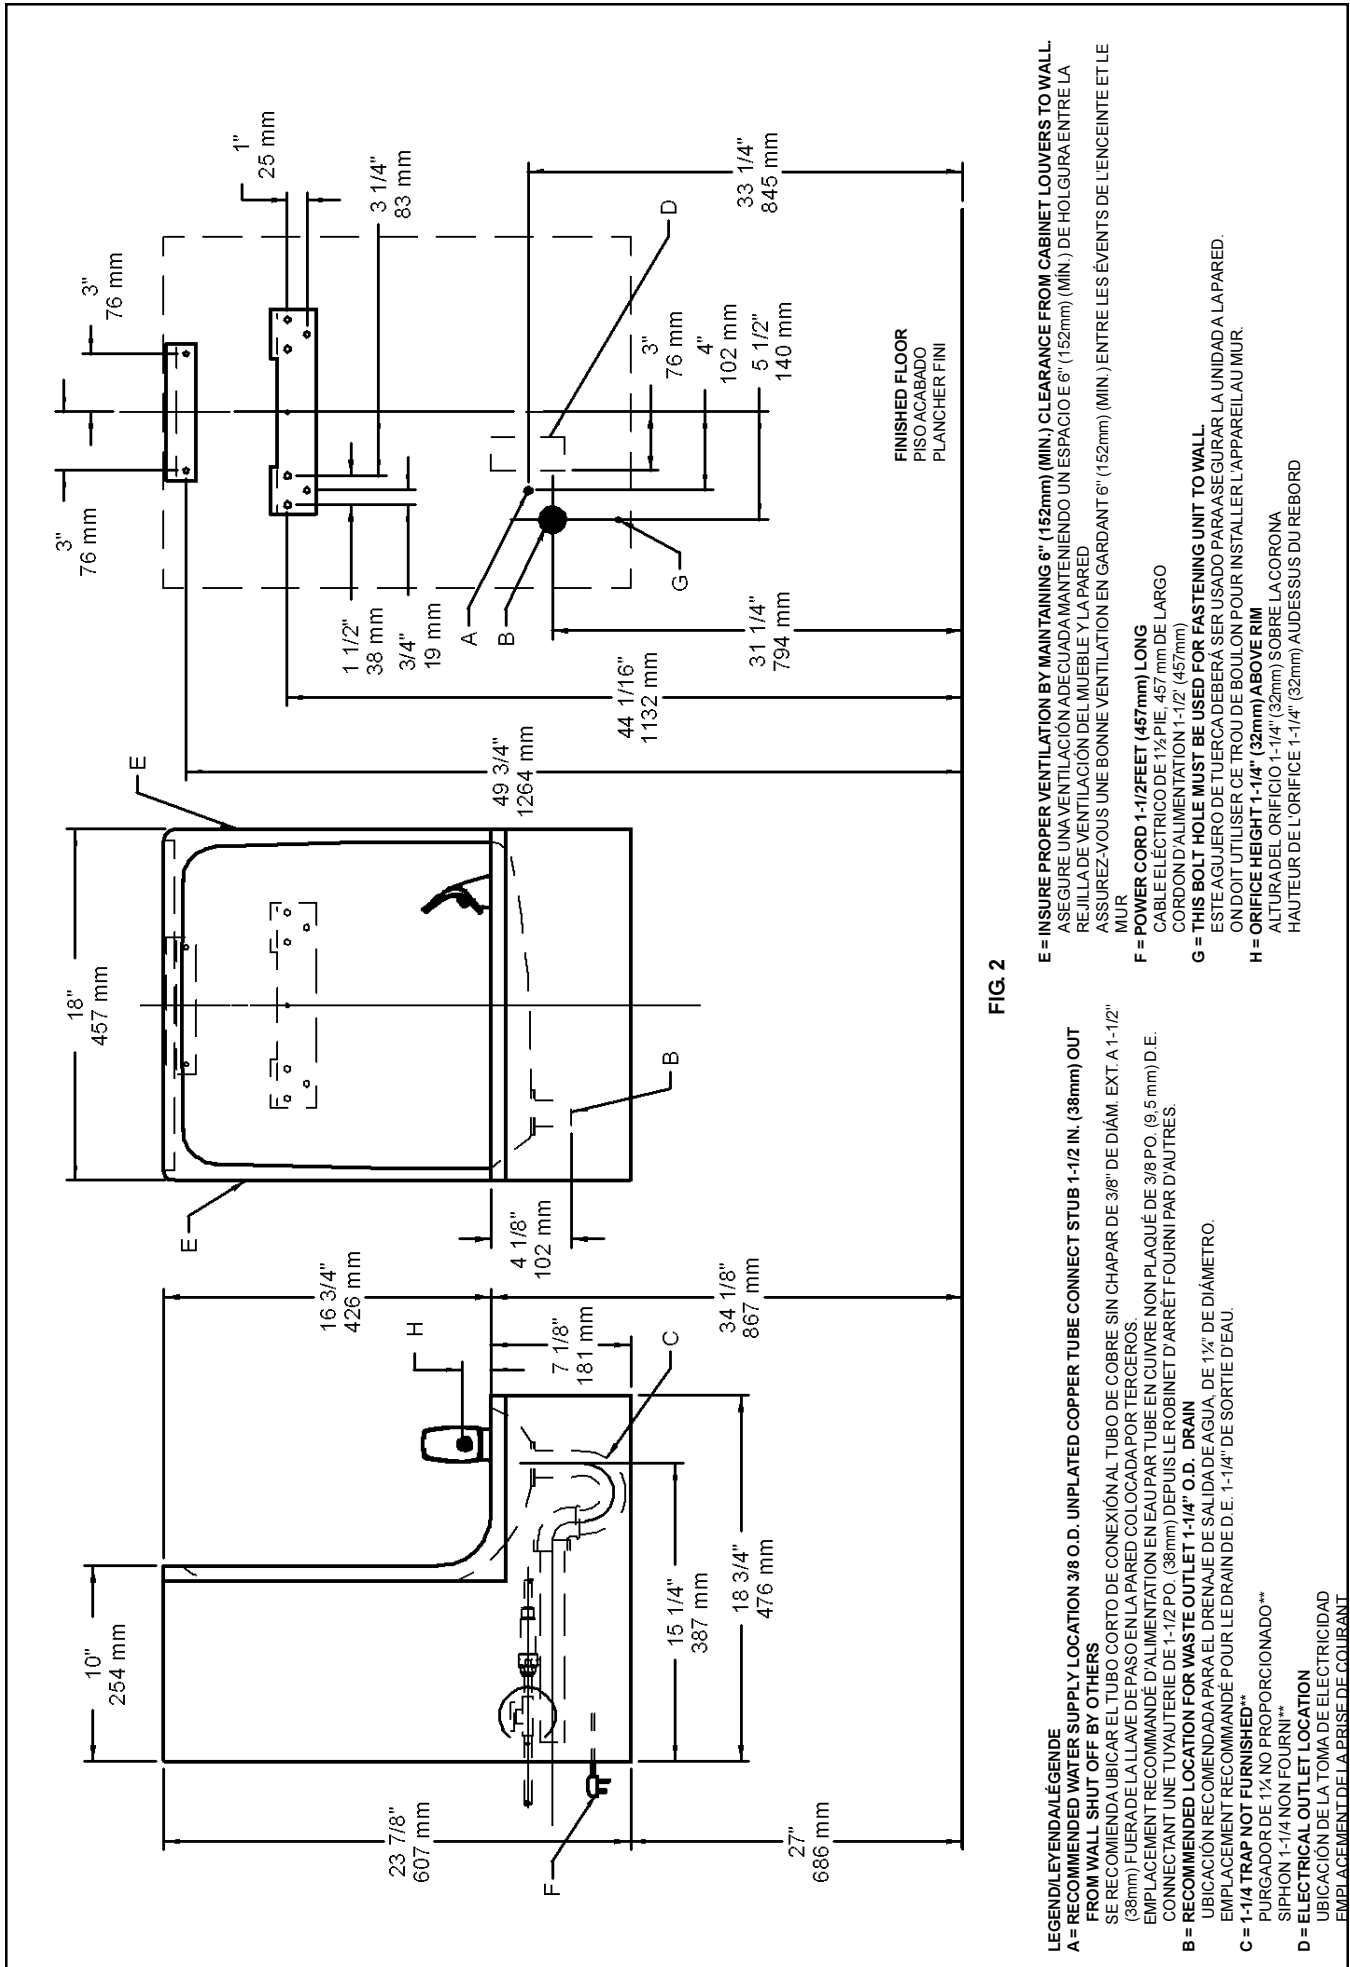 10"
254 mm
23 7/8"
607 mm
27"
686 mm
F
15 1/4"
387 mm
18 3/4"
476 mm
16 3/4"
426 mm
H
7 1/8"
181 mm
C
34 1/8"
867 mm
18"
457 mm
E
E
4 1/8"
102 mm
B
49 3/4"
1264 mm
44 1/16"
1132 mm
31 1/4"
794 mm
3"
76 mm
3"
76 mm
1"
25 mm
3 1/4"
83 mm
1 1/2"
38 mm
3/4"
19 mm
A
B
G
D
3"
76 mm
4"
102 mm
5 1/2"
140 mm
33 1/4"
845 mm
FINISHED FLOOR
PISO ACABADO
PLANCHER FINI
FIG. 2
LEGEND/LEYENDA/LÉGENDE
A = RECOMMENDED WATER SUPPLY LOCATION 3/8 O.D. UNPLATED COPPER TUBE CONNECT STUB 1-1/2 IN. (38mm) OUT
FROM WALL SHUT OFF BY OTHERS
SE RECOMIENDA UBICAR EL TUBO CORTO DE CONEXIÓN AL TUBO DE COBRE SIN CHAPAR DE 3/8" DE DIÁM. EXT. A 1-1/2"
(38mm) FUERA DE LA LLAVE DE PASO EN LA PARED COLOCADA POR TERCEROS.
EMPLACEMENT RECOMMANDÉ D'ALIMENTATION EN EAU PAR TUBE EN CUIVRE NON PLAQUÉ DE 3/8 PO. (9,5 mm) D.E.
CONNECTANT UNE TUYAUTERIE DE 1-1/2 PO. (38mm) DEPUIS LE ROBINET D'ARRÊT FOURNI PAR D'AUTRES.
B = RECOMMENDED LOCATION FOR WASTE OUTLET 1-1/4" O.D. DRAIN
UBICACIÓN RECOMENDADA PARA EL DRENAJE DE SALIDA DE AGUA, DE 1¼" DE DIÁMETRO.
EMPLACEMENT RECOMMANDÉ POUR LE DRAIN DE D.E. 1-1/4" DE SORTIE D'EAU.
C = 1-1/4 TRAP NOT FURNISHED**
PURGADOR DE 1¼ NO PROPORCIONADO**
SIPHON 1-1/4 NON FOURNI**
D = ELECTRICAL OUTLET LOCATION
UBICACIÓN DE LA TOMA DE ELECTRICIDAD
EMPLACEMENT DE LA PRISE DE COURANT
E = INSURE PROPER VENTILATION BY MAINTAINING 6" (152mm) (MIN.) CLEARANCE FROM CABINET LOUVERS TO WALL.
ASEGURE UNA VENTILACIÓN ADECUADA MANTENIENDO UN ESPACIO E 6" (152mm) (MÍN.) DE HOLGURA ENTRE LA
REJILLA DE VENTILACIÓN DEL MUEBLE Y LA PARED
ASSUREZ-VOUS UNE BONNE VENTILATION EN GARDANT 6" (152mm) (MIN.) ENTRE LES ÉVENTS DE L'ENCEINTE ET LE
MUR
F = POWER CORD 1-1/2FEET (457mm) LONG
CABLE ELÉCTRICO DE 1½ PIE, 457 mm DE LARGO
CORDON D'ALIMENTATION 1-1/2' (457mm)
G = THIS BOLT HOLE MUST BE USED FOR FASTENING UNIT TO WALL.
ESTE AGUJERO DE TUERCA DEBERÁ SER USADO PARA ASEGURAR LA UNIDAD A LA PARED.
ON DOIT UTILISER CE TROU DE BOULON POUR INSTALLER L'APPAREIL AU MUR.
H = ORIFICE HEIGHT 1-1/4" (32mm) ABOVE RIM
ALTURA DEL ORIFICIO 1-1/4" (32mm) SOBRE LA CORONA
HAUTEUR DE L'ORIFICE 1-1/4" (32mm) AUDESSUS DU REBORD